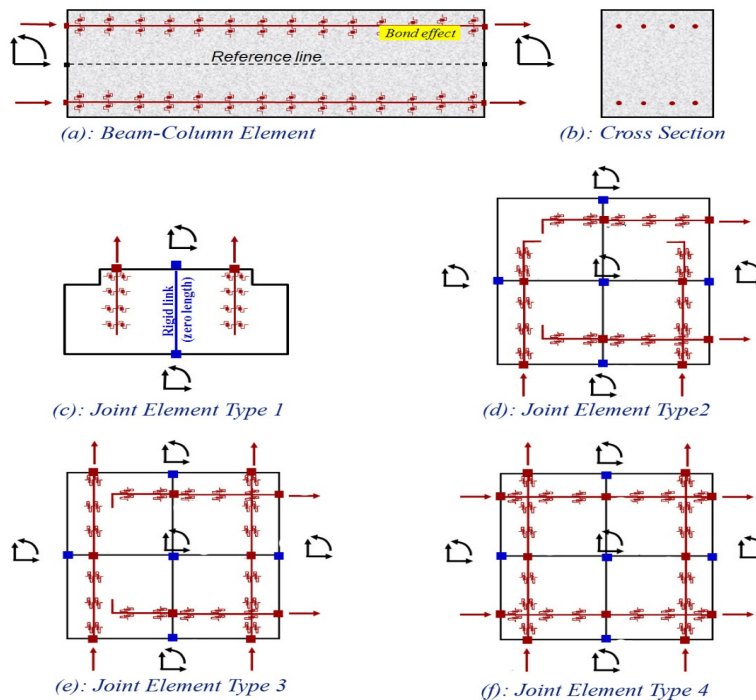 Bond effect
Reference line
(a): Beam-Column Element
(b): Cross Section
Rigid link
(zero length)
(c): Joint Element Type 1
(d): Joint Element Type2
(e): Joint Element Type 3
(f): Joint Element Type 4